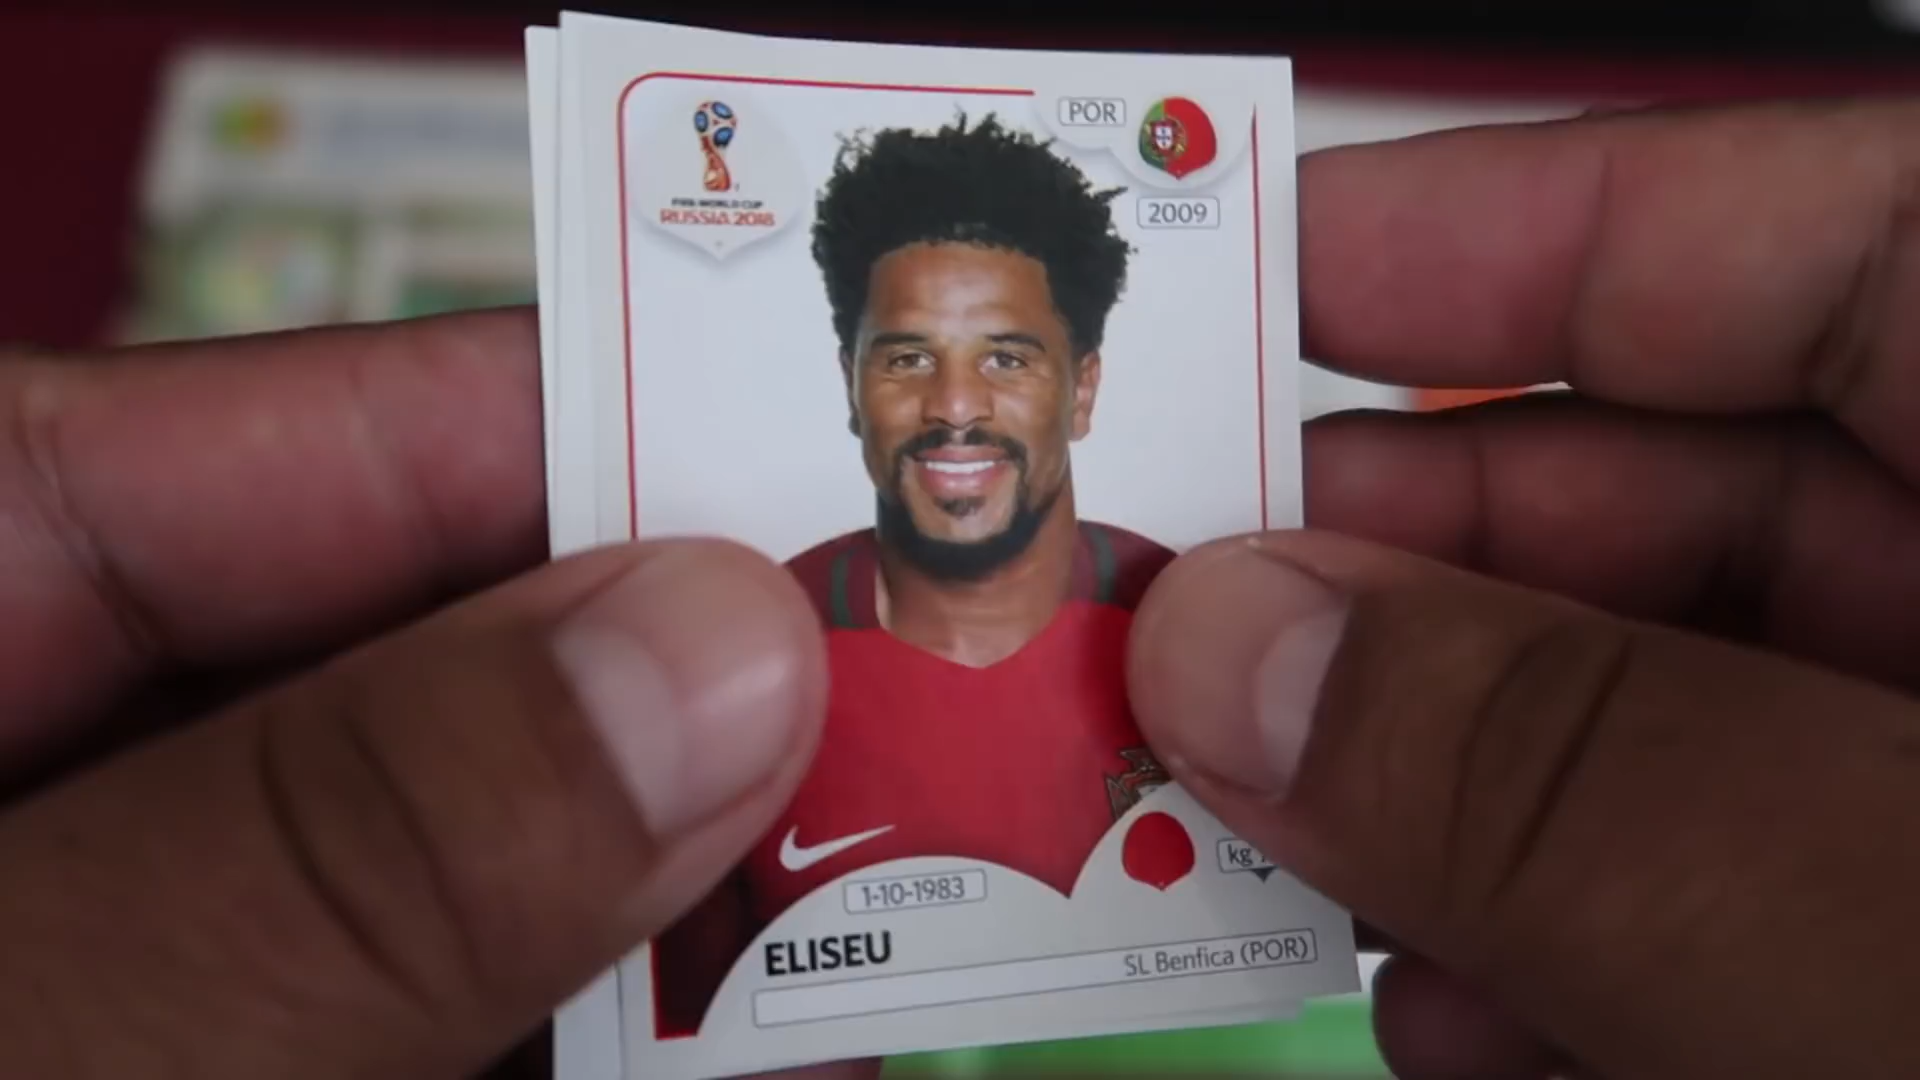 POR
2009
FIFA WORLD CUP
RUSSIA 2018
kg
1-10-1983
ELISEU
SL Benfica (POR)